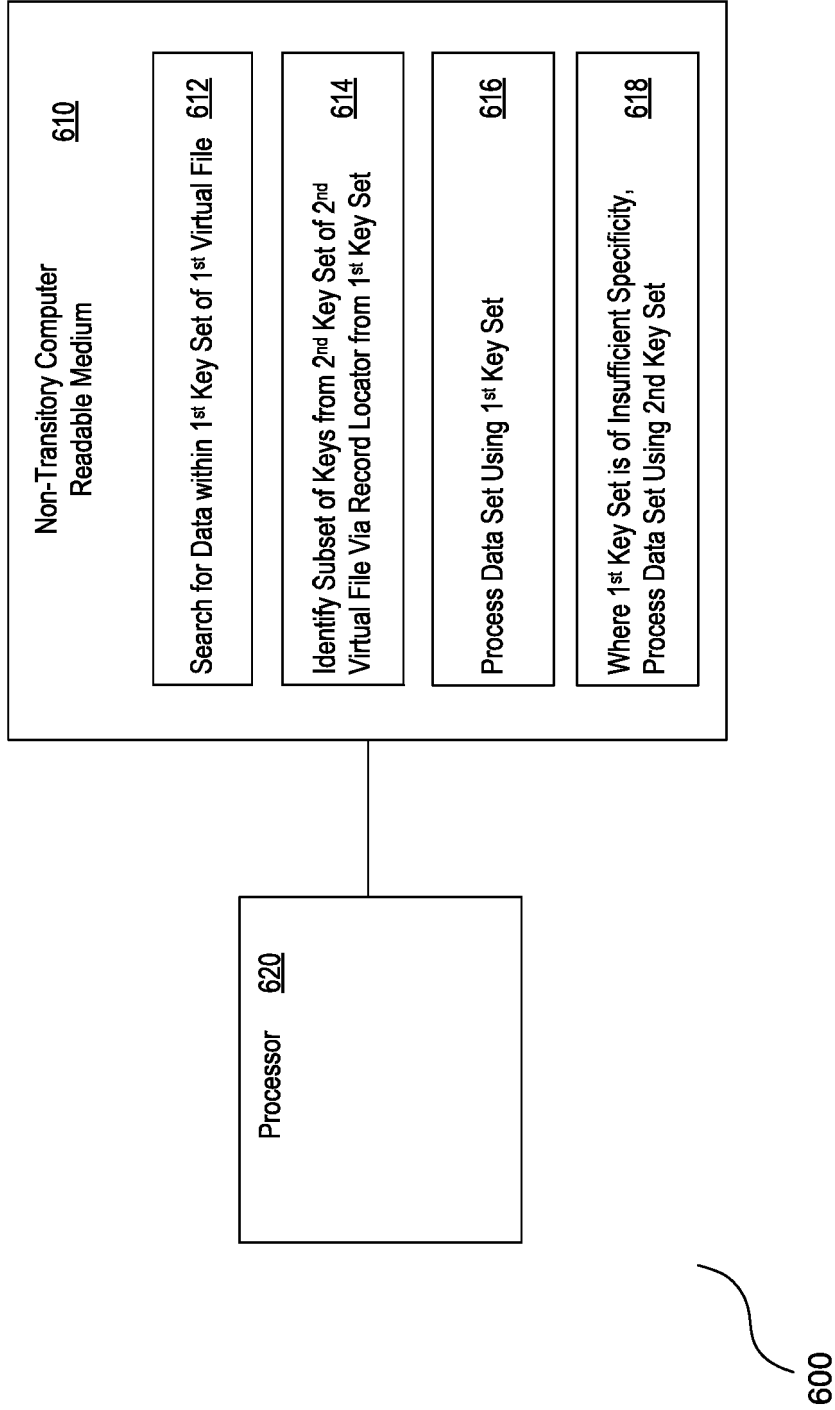 Non-Transitory Computer
Readable Medium
610
Search for Data within 1st Key Set of 1st Virtual File 612
Identify Subset of Keys from 2nd Key Set of 2nd
Virtual File Via Record Locator from 1st Key Set
614
Process Data Set Using 1st Key Set
616
Where 1st Key Set is of Insufficient Specificity,
Process Data Set Using 2nd Key Set
618
Processor 620
600